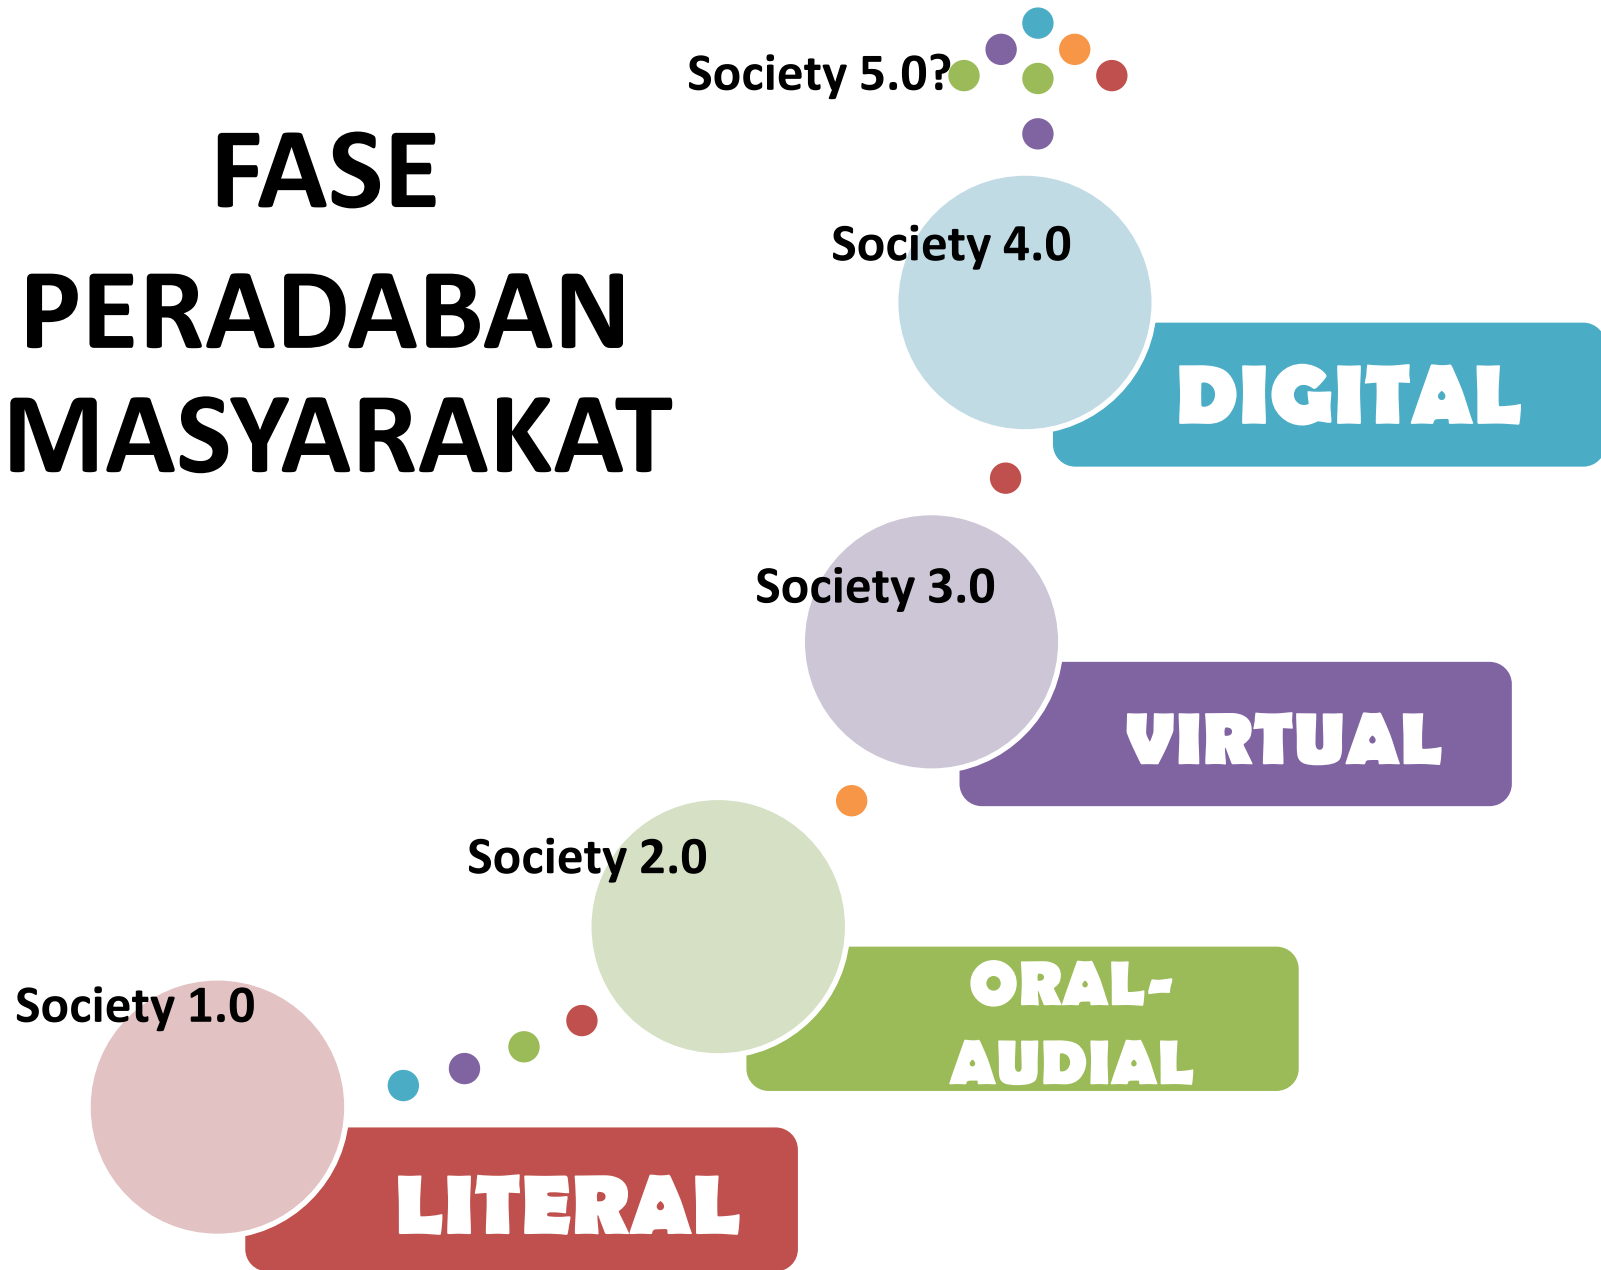 FASE
PERADABAN
MASYARAKAT
Society 5.0?
Society 4.0
DIGITAL
Society 3.0
VIRTUAL
Society 2.0
ORAL-
AUDIAL
Society 1.0
LITERAL